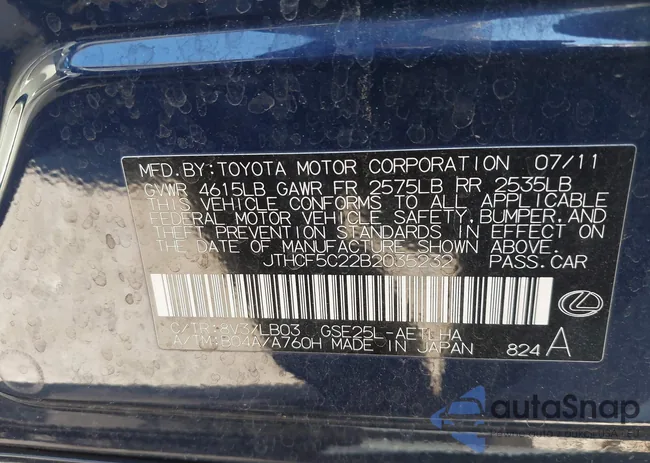 MFD.BY:TOYOTA MOTOR CORPORATION 07/11
GVWR 4615LB GAWR FR 2575LB RR 2535LB
THIS VEHICLE CONFORMS TO ALL APPLICABLE
FEDERAL MOTOR VEHICLE SAFETY,BUMPER,AND
THEFT PREVENTION STANDARDS IN EFFECT ON
THE DATE OF MANUFACTURE SHOWN ABOVE.
JTHCF5C22B2035232 PASS.CAR
C/TR:8V3/LB03 GSE25L-AETLHA
A/TM:B04A/A760H MADE IN JAPAN 824 A
autaSnap